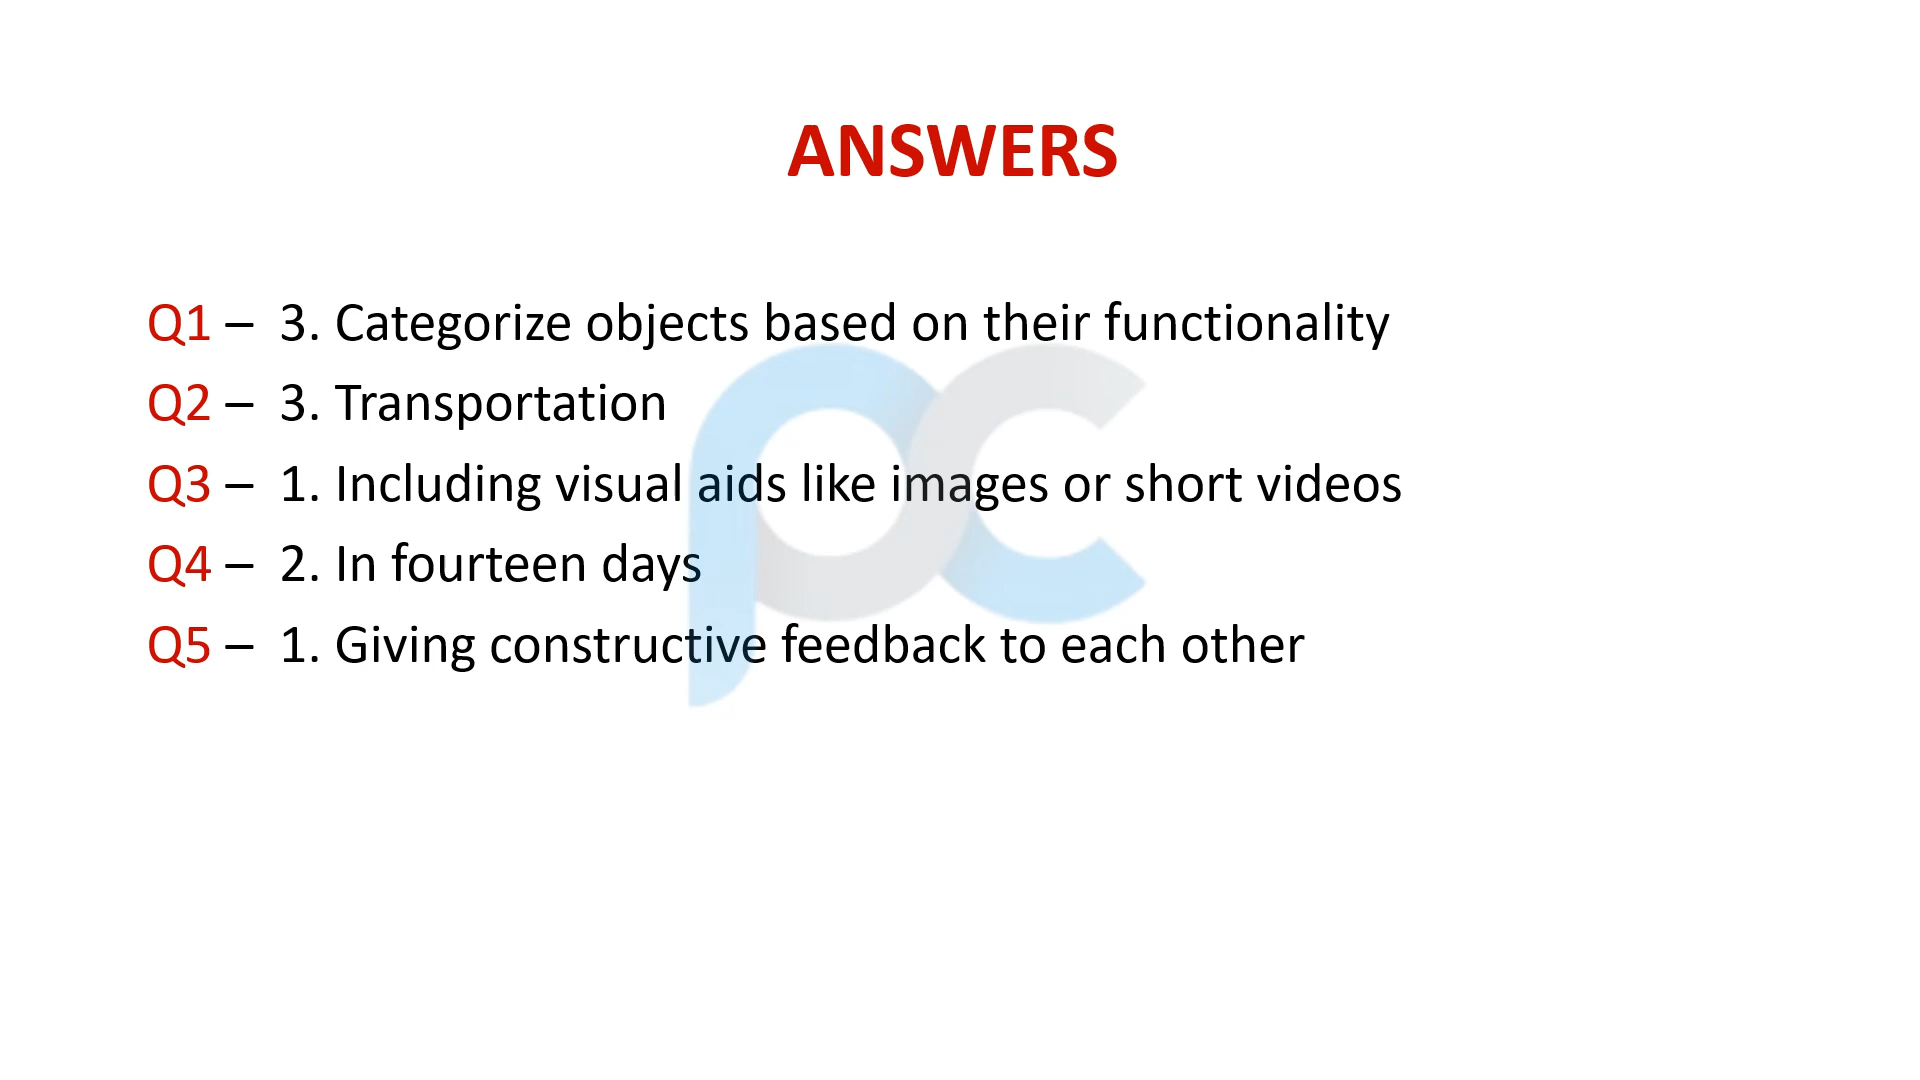 ANSWERS
Q1 – 3. Categorize objects based on their functionality
Q2 – 3. Transportation
Q3 – 1. Including visual aids like images or short videos
Q4 – 2. In fourteen days
Q5 – 1. Giving constructive feedback to each other